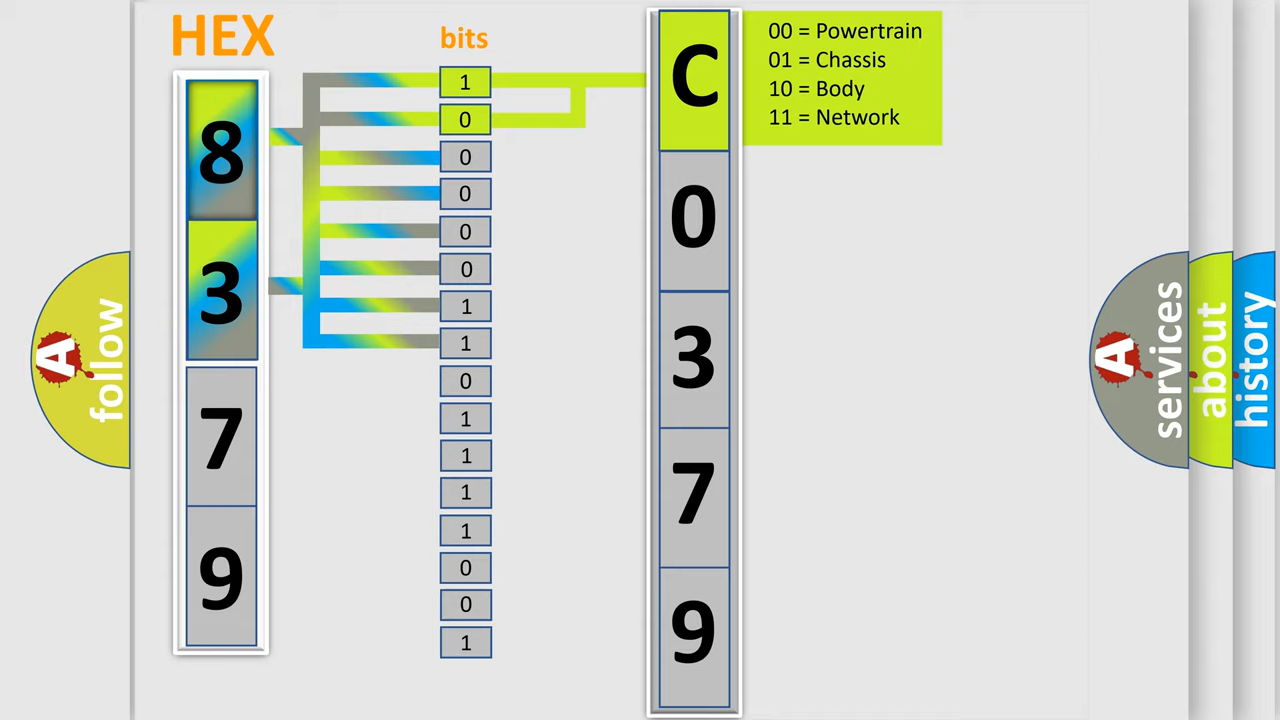 HEX
bits
8
3
7
9
1
0
0
0
0
0
1
1
0
1
1
1
1
0
0
1
C
0
3
7
9
00 = Powertrain
01 = Chassis
10 = Body
11 = Network
A
follow
A
services
about
history